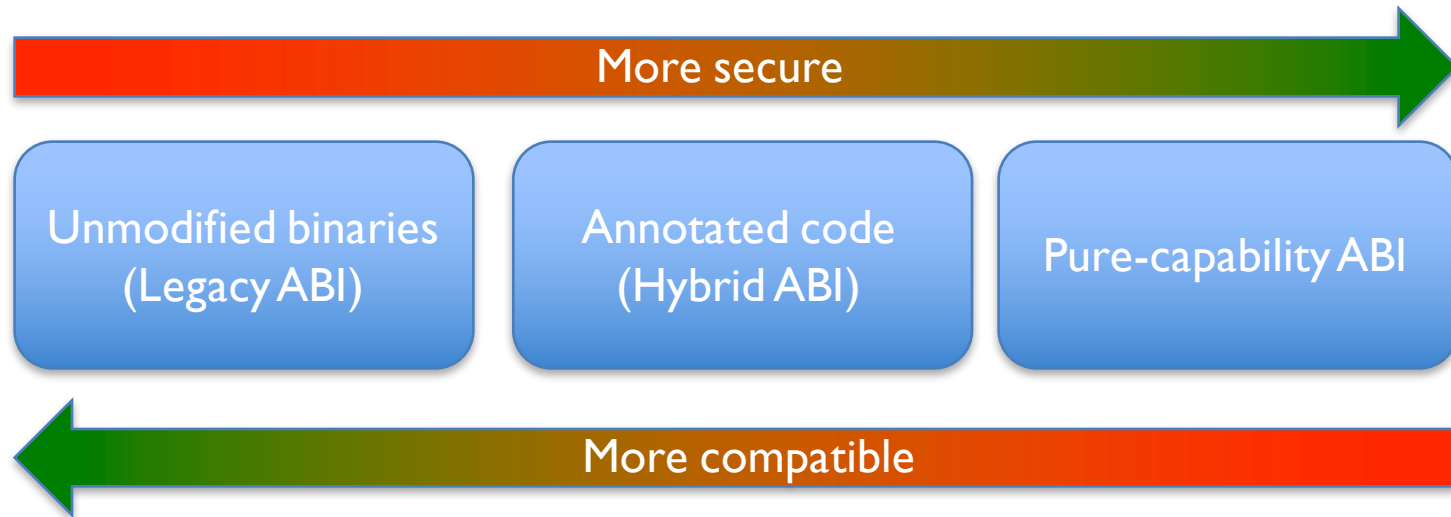 More secure
Unmodified binaries
(Legacy ABI)
Annotated code
(Hybrid ABI)
Pure-capability ABI
More compatible